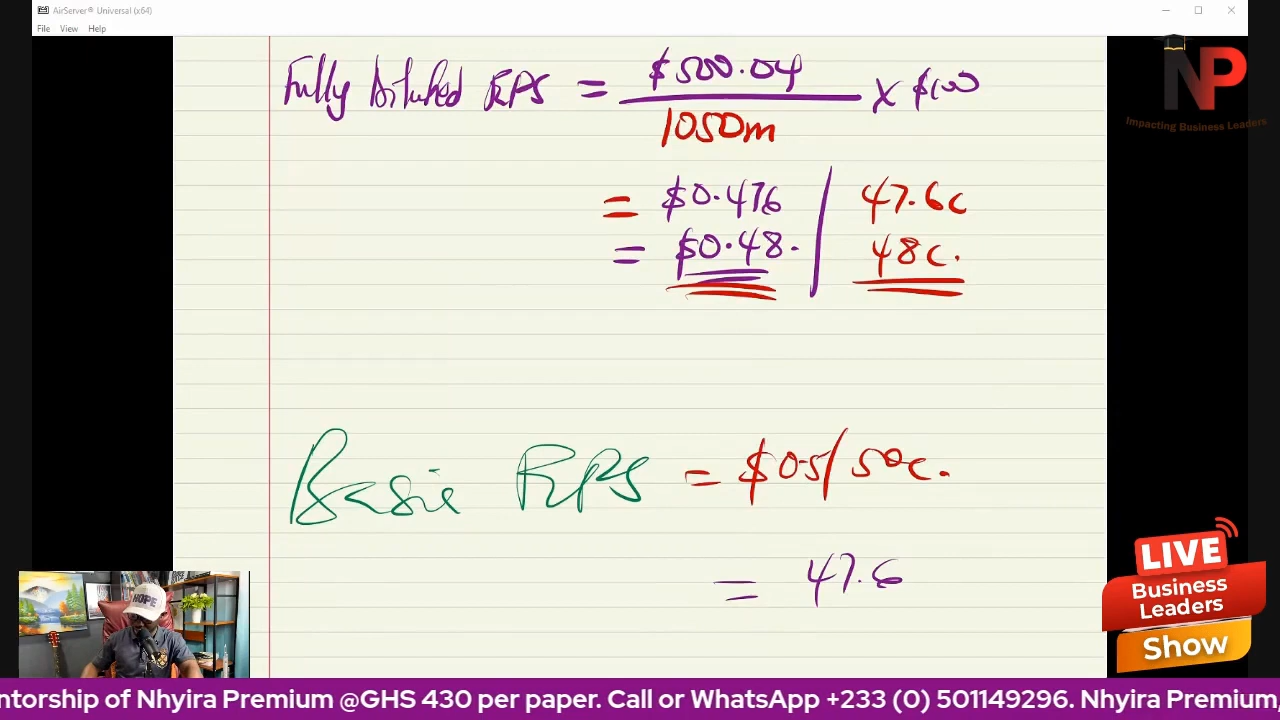 AirServer® Universal (x64)
File View Help
Fully Diluted EPS = $500.04 / 1050m x $100
= $0.476 | 47.6c
= $0.48. | 48c.
Basic EPS = $0.5/50c.
= 47.6
NP
Impacting Business Leaders
HOPE
LIVE
Business
Leaders
Show
ntorship of Nhyira Premium @GHS 430 per paper. Call or WhatsApp +233 (0) 501149296. Nhyira Premium,